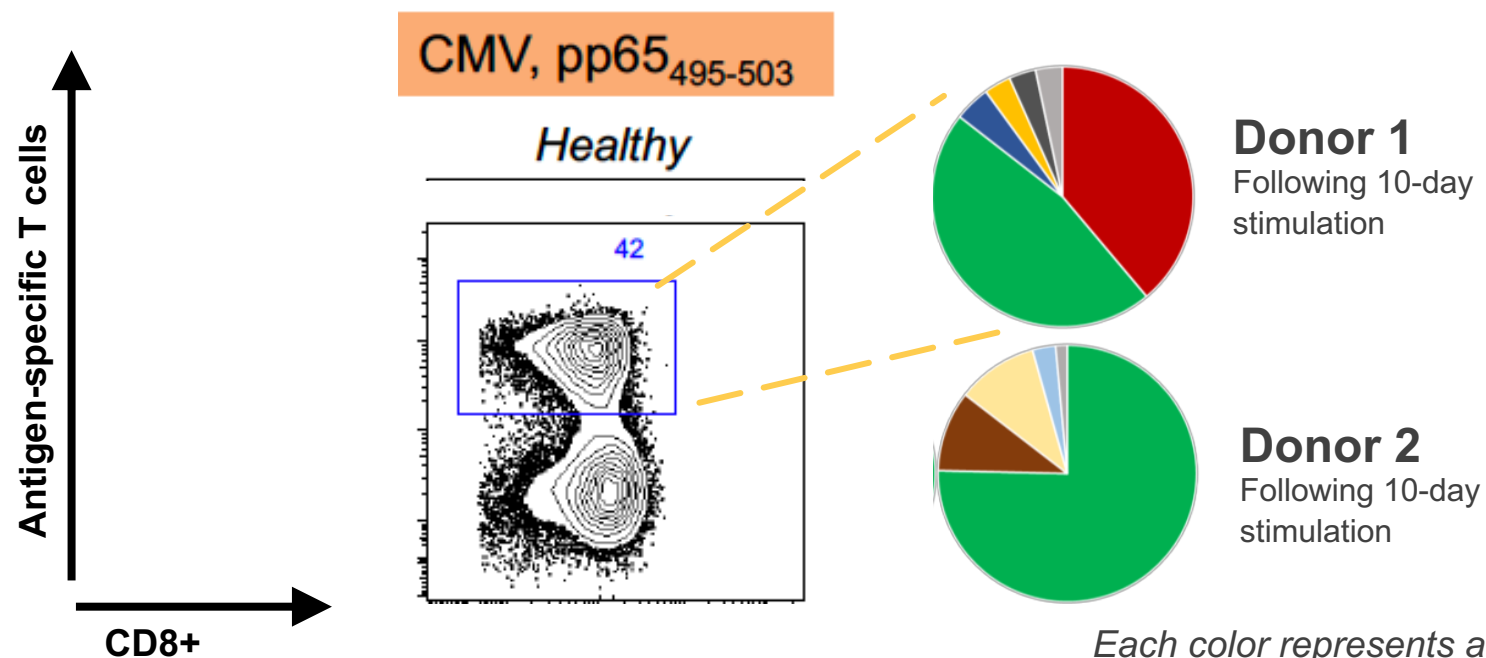 CMV, pp65495-503
Healthy
42
Antigen-specific T cells
CD8+
Donor 1
Following 10-day
stimulation
Donor 2
Following 10-day
stimulation
Each color represents a